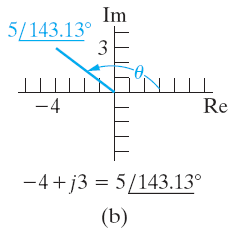 Im
5/143.13°
3
θ
−4
Re
−4 + j3 = 5/143.13°
(b)